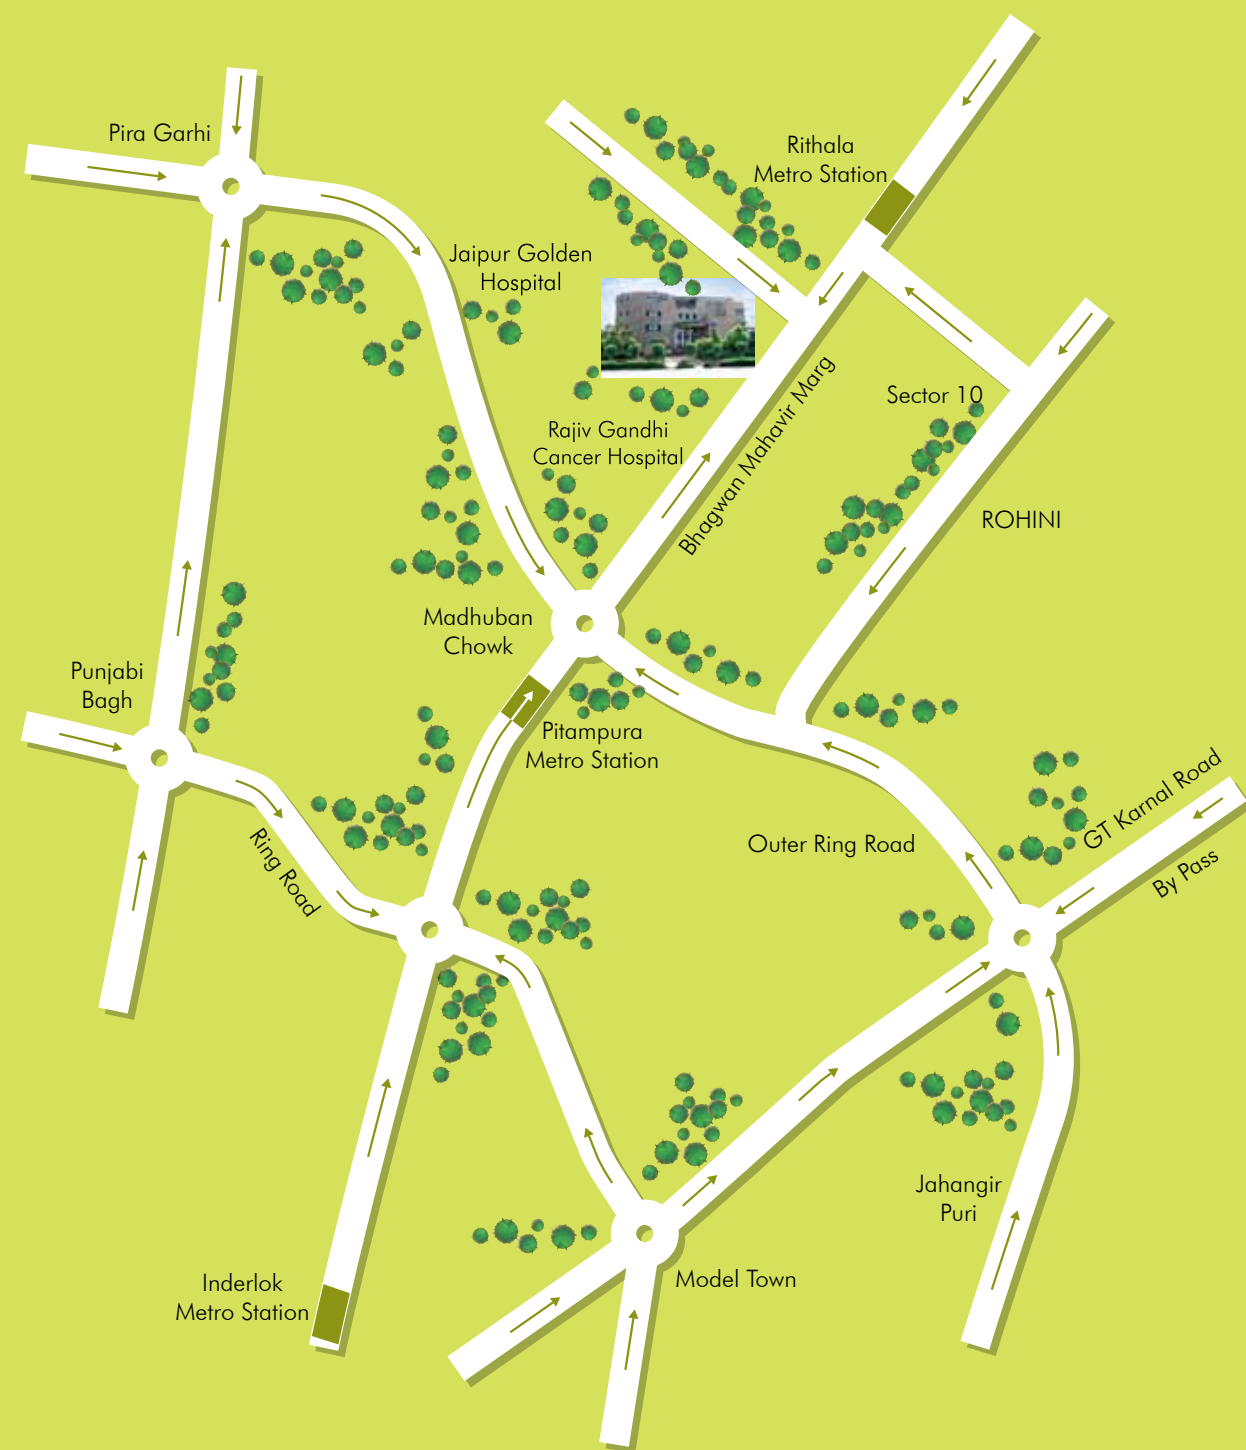 Pira Garhi
Rithala
Metro Station
Jaipur Golden
Hospital
Sector 10
Rajiv Gandhi
Cancer Hospital
Bhagwan Mahavir Marg
ROHINI
Madhuban
Chowk
Punjabi
Bagh
Pitampura
Metro Station
GT Karnal Road
By Pass
Outer Ring Road
Ring Road
Jahangir
Puri
Inderlok
Metro Station
Model Town